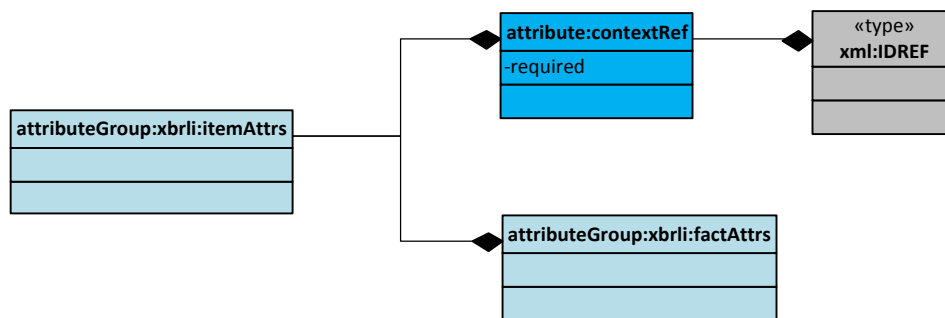 attribute:contextRef
-required
«type»
xml:IDREF
attributeGroup:xbrli:itemAttrs
attributeGroup:xbrli:factAttrs